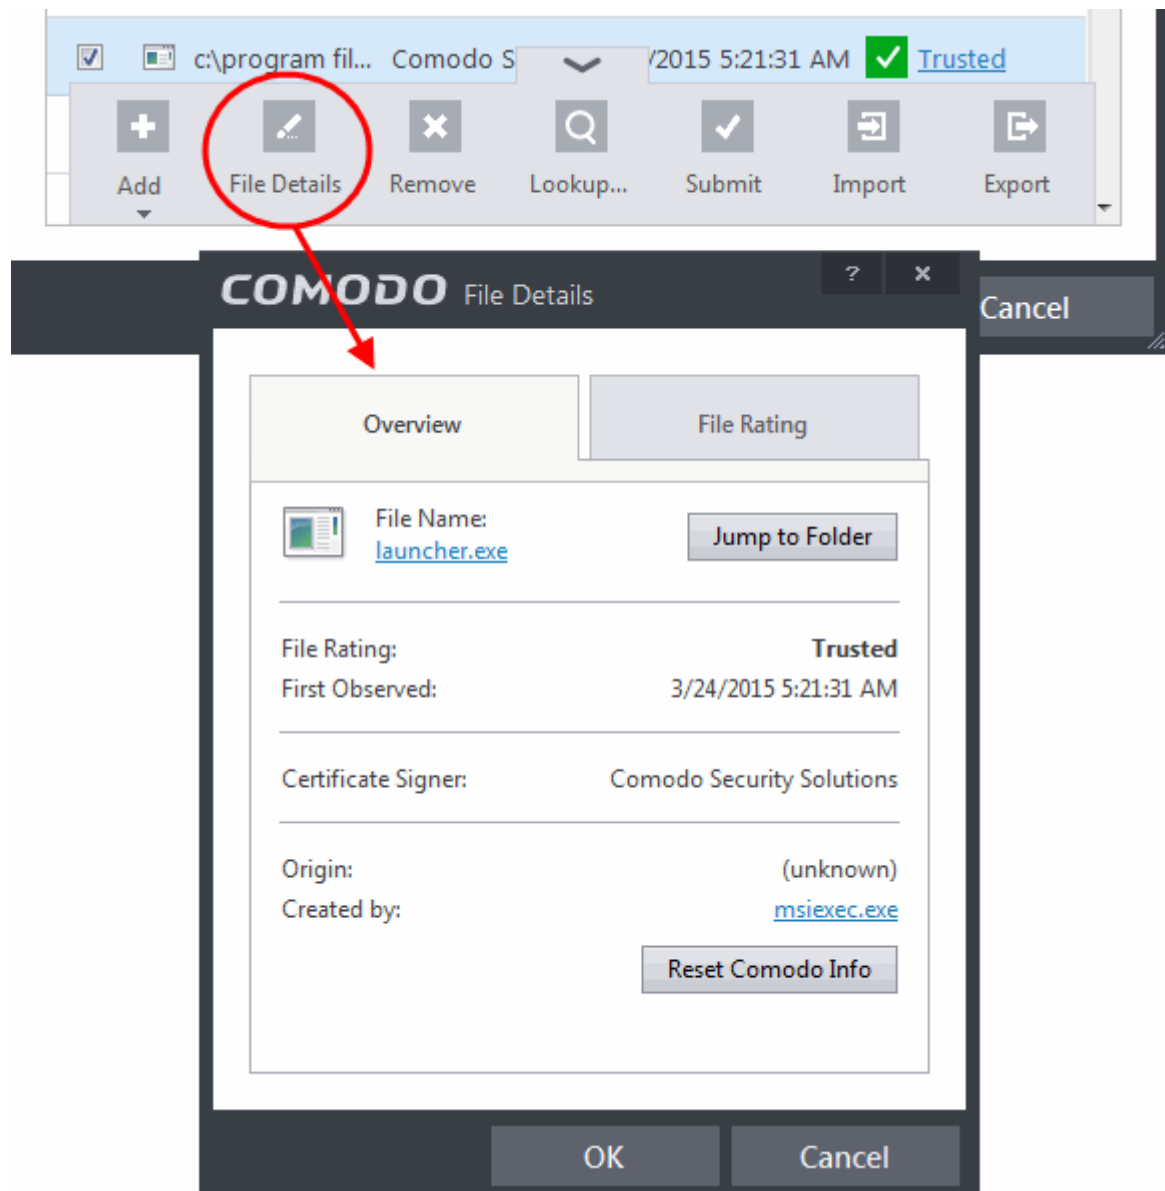 c:\program fil... Comodo S /2015 5:21:31 AM Trusted
Add File Details Remove Lookup... Submit Import Export
COMODO File Details ? x
Cancel
Overview File Rating
File Name:
launcher.exe
Jump to Folder
File Rating: Trusted
First Observed: 3/24/2015 5:21:31 AM
Certificate Signer: Comodo Security Solutions
Origin: (unknown)
Created by: msiexec.exe
Reset Comodo Info
OK Cancel